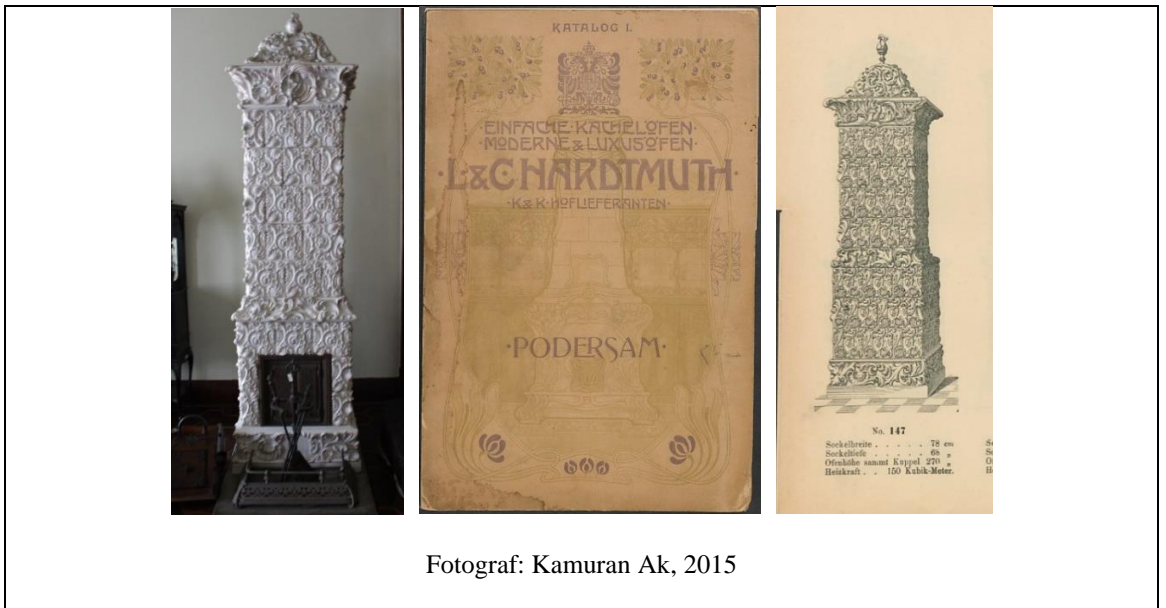 KATALOG I.
EINFACHE·KACHELÖFEN·
·MODERNE & LUXUSÖFEN·
·L&C HARDTMUTH·
·K&K·HOFLIEFERANTEN·
·PODERSAM·
No. 147
Sockelbreite . . . . . 78 cm
Sockeltiefe . . . . . 68 „
Ofenhöhe sammt Kuppel 270 „
Heizkraft . . 150 Kubik-Meter.
Fotograf: Kamuran Ak, 2015